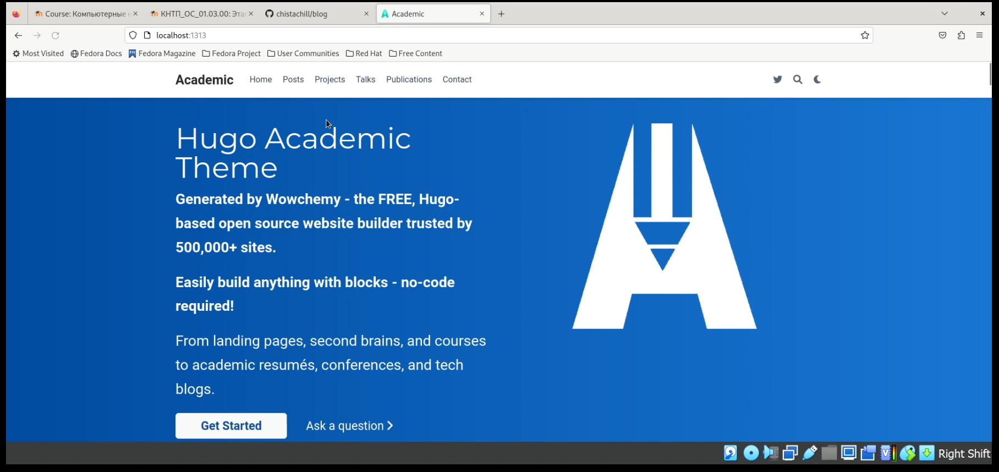 Course: Компьютерные н
КНТП_ОС_01.03.00: Этап
chistachill/blog
Academic
localhost:1313
Most Visited
Fedora Docs
Fedora Magazine
Fedora Project
User Communities
Red Hat
Free Content
Academic
Home
Posts
Projects
Talks
Publications
Contact
Hugo Academic
Theme
Generated by Wowchemy - the FREE, Hugo-
based open source website builder trusted by
500,000+ sites.
Easily build anything with blocks - no-code
required!
From landing pages, second brains, and courses
to academic resumés, conferences, and tech
blogs.
Get Started
Ask a question
Right Shift